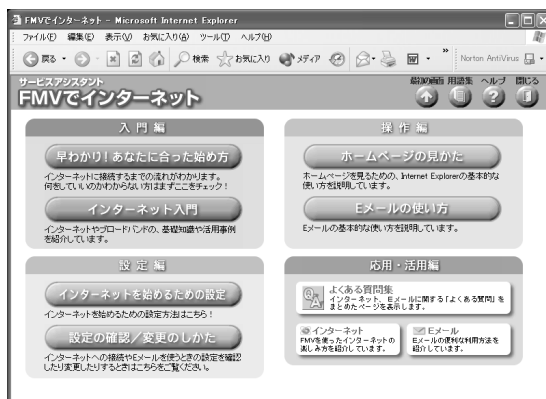 FMVでインターネット - Microsoft Internet Explorer
ファイル(F) 編集(E) 表示(V) お気に入り(A) ツール(T) ヘルプ(H)
戻る 検索 お気に入り メディア Norton AntiVirus
サービスアシスタント
FMVでインターネット
最初の画面 用語集 ヘルプ 閉じる
入門編
早わかり!あなたに合った始め方
インターネットに接続するまでの流れがわかります。
何をしていいのかわからない方はまずここをチェック!
インターネット入門
インターネットやブロードバンドの、基礎知識や活用事例
を紹介しています。
操作編
ホームページの見かた
ホームページを見るための、Internet Explorerの基本的な
使い方を説明しています。
Eメールの使い方
Eメールの基本的な使い方を説明しています。
設定編
インターネットを始めるための設定
インターネットを始めるための設定方法はこちら!
設定の確認/変更のしかた
インターネットへの接続やEメールを使うときの設定を確認
したり変更したりするときはこちらをご覧ください。
応用・活用編
よくある質問集
インターネット、Eメールに関する「よくある質問」を
まとめたページを表示します。
インターネット
FMVを使ったインターネットの
楽しみ方を紹介しています。
Eメール
Eメールの便利な利用方法を
紹介しています。